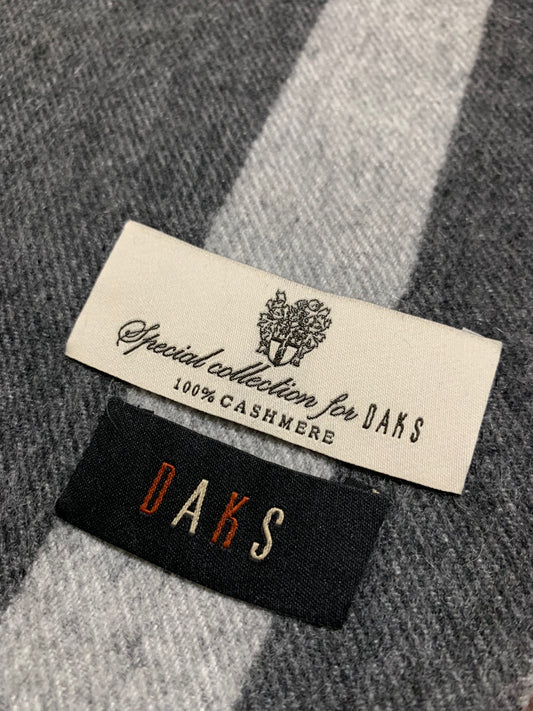 Special collection for DAKS
100% CASHMERE
DAKS